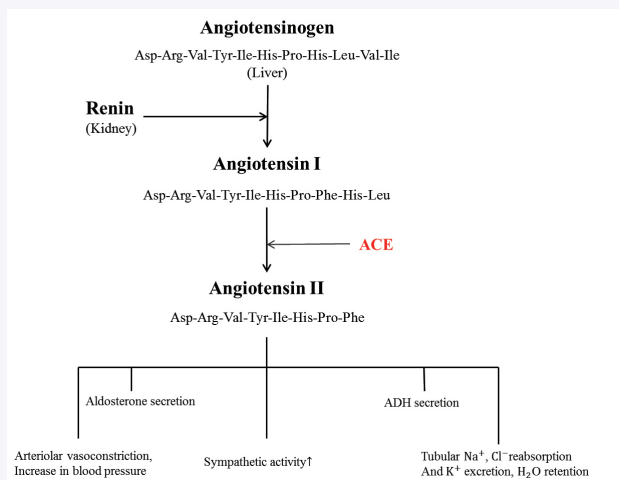 Angiotensinogen
Asp-Arg-Val-Tyr-Ile-His-Pro-His-Leu-Val-Ile
(Liver)
Renin
(Kidney)
Angiotensin I
Asp-Arg-Val-Tyr-Ile-His-Pro-Phe-His-Leu
ACE
Angiotensin II
Asp-Arg-Val-Tyr-Ile-His-Pro-Phe
Aldosterone secretion
ADH secretion
Arteriolar vasoconstriction,
Increase in blood pressure
Sympathetic activity↑
Tubular Na⁺, Cl⁻reabsorption
And K⁺ excretion, H₂O retention